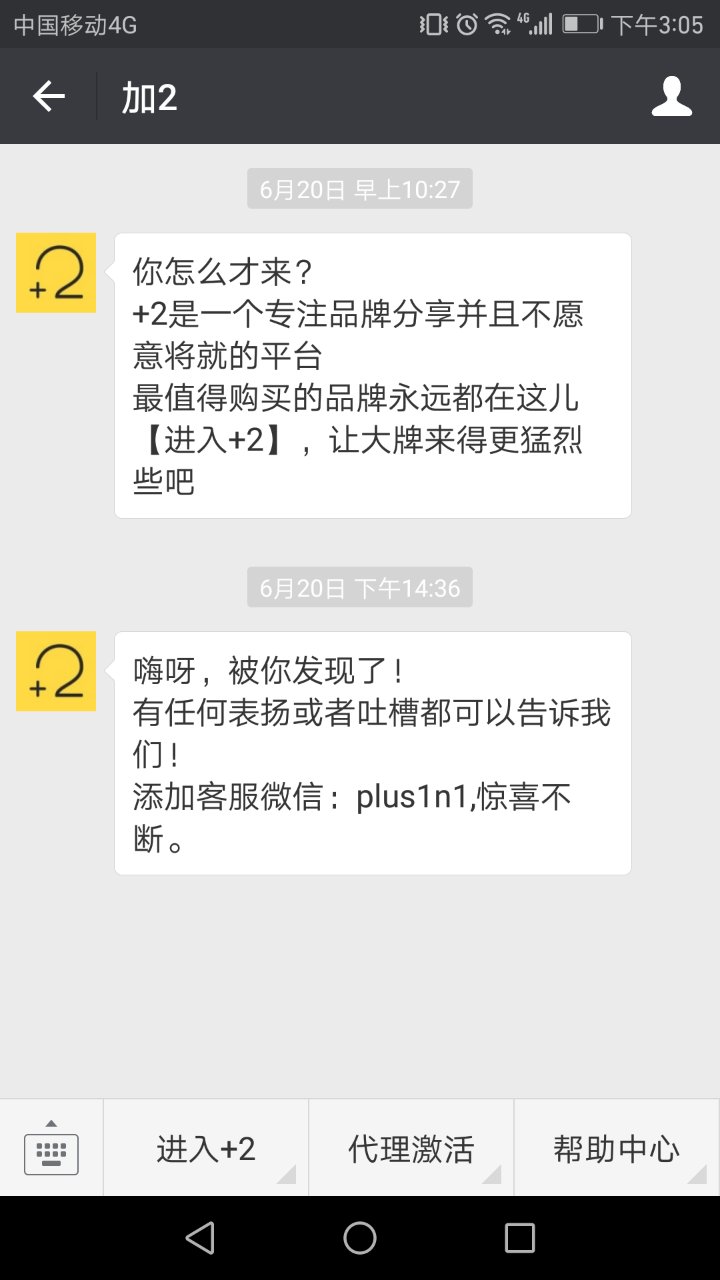 中国移动4G
4G
下午3:05
加2
6月20日 早上10:27
+2
你怎么才来？
+2是一个专注品牌分享并且不愿
意将就的平台
最值得购买的品牌永远都在这儿
【进入+2】，让大牌来得更猛烈
些吧
6月20日 下午14:36
+2
嗨呀，被你发现了！
有任何表扬或者吐槽都可以告诉我
们！
添加客服微信：plus1n1,惊喜不
断。
进入+2
代理激活
帮助中心